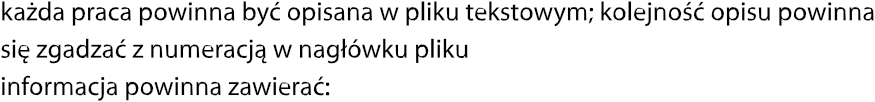 każda praca powinna być opisana w pliku tekstowym; kolejność opisu powinna
się zgadzać z numeracją w nagłówku pliku
informacja powinna zawierać: